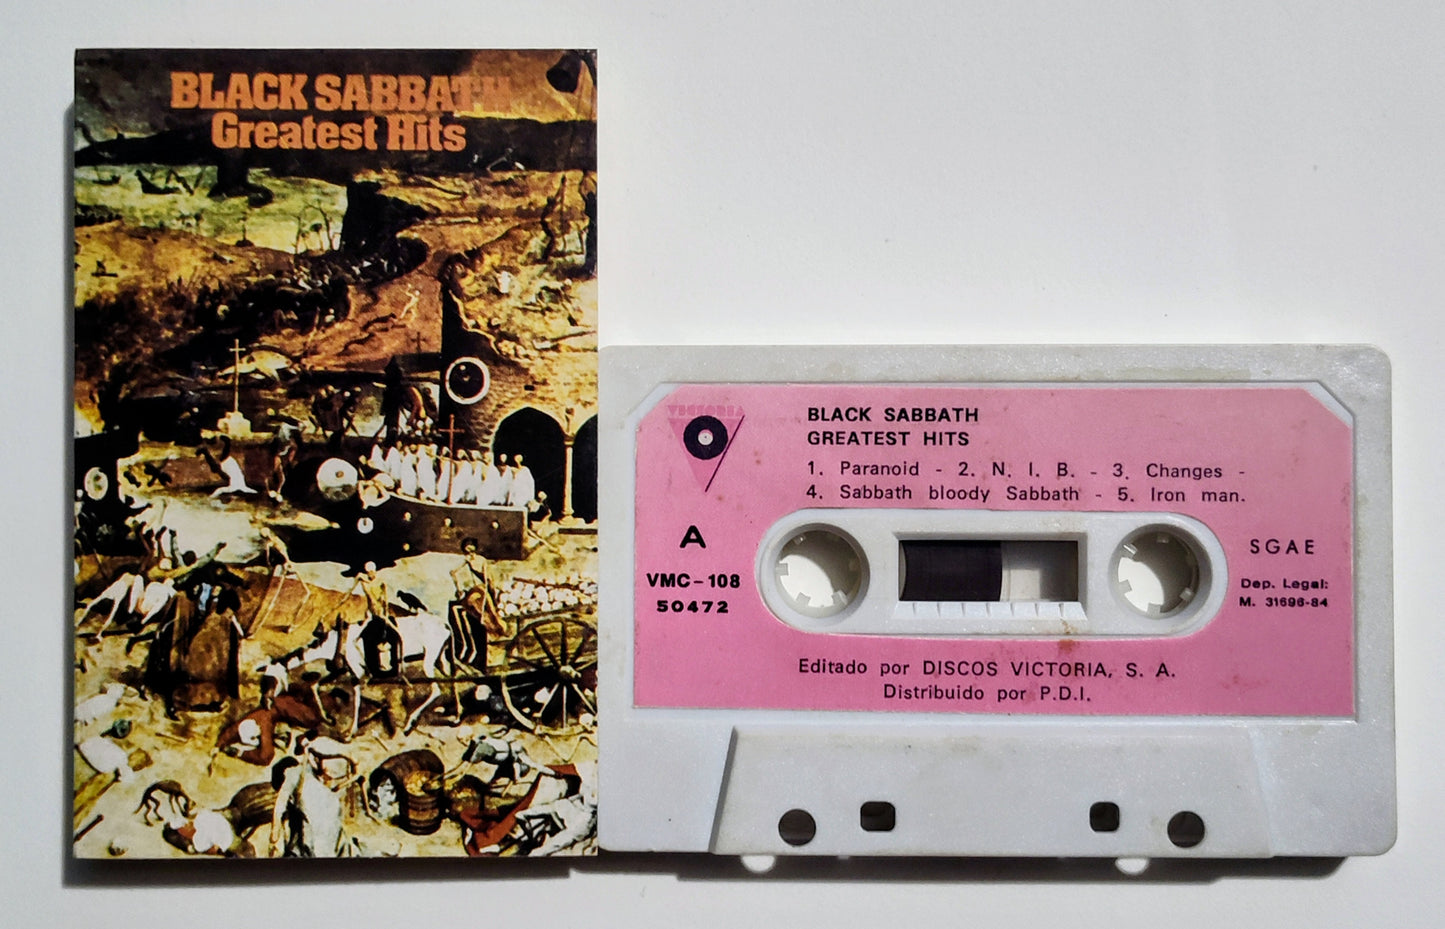 BLACK SABBATH
Greatest Hits
VICTORIA
BLACK SABBATH
GREATEST HITS
1. Paranoid - 2. N. I. B. - 3. Changes -
4. Sabbath bloody Sabbath - 5. Iron man.
A
VMC-108
50472
SGAE
Dep. Legal:
M. 31696-84
Editado por DISCOS VICTORIA, S. A.
Distribuido por P.D.I.